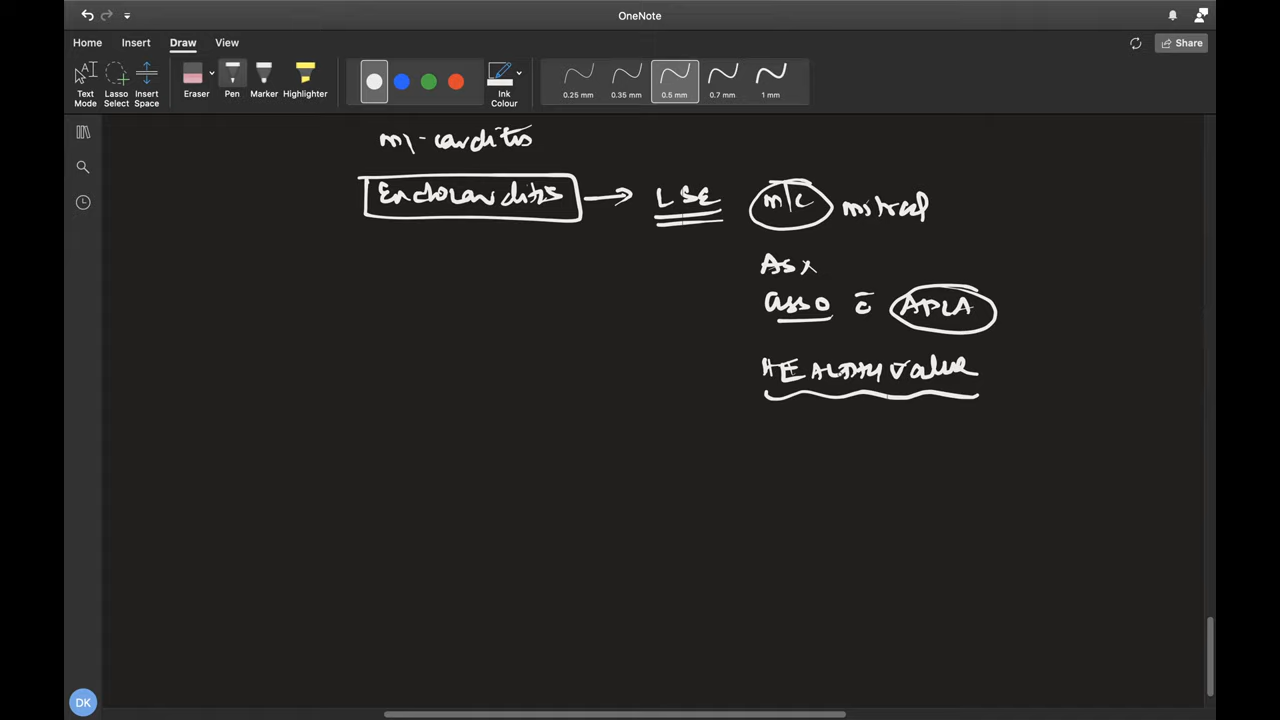 OneNote
Home Insert Draw View Share
Text Mode Lasso Select Insert Space Eraser Pen Marker Highlighter Ink Colour 0.25 mm 0.35 mm 0.5 mm 0.7 mm 1 mm
my-carditis
Endocarditis → LSE m/c mitral
Asx
asso c̄ APLA
HEALTHY valve
DK